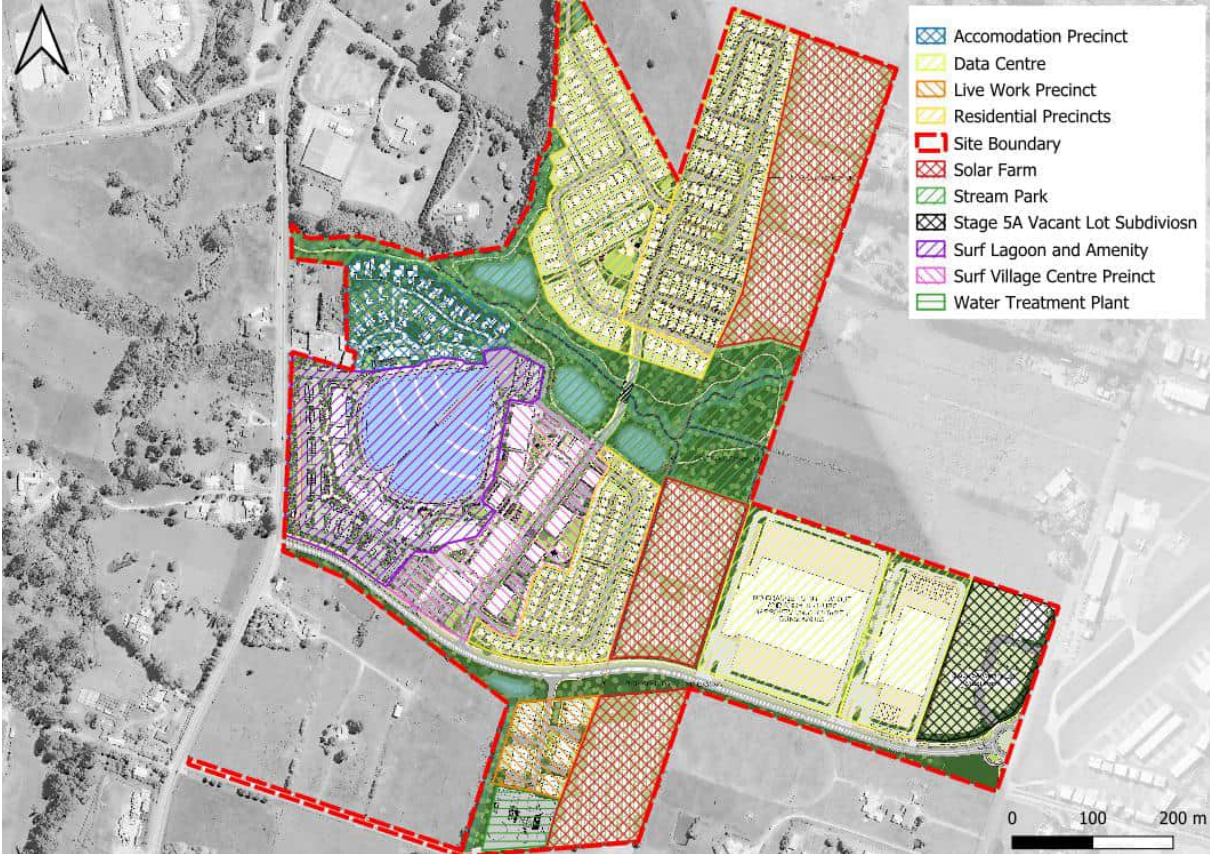 Accomodation Precinct
Data Centre
Live Work Precinct
Residential Precincts
Site Boundary
Solar Farm
Stream Park
Stage 5A Vacant Lot Subdiviosn
Surf Lagoon and Amenity
Surf Village Centre Preinct
Water Treatment Plant
0 100 200 m